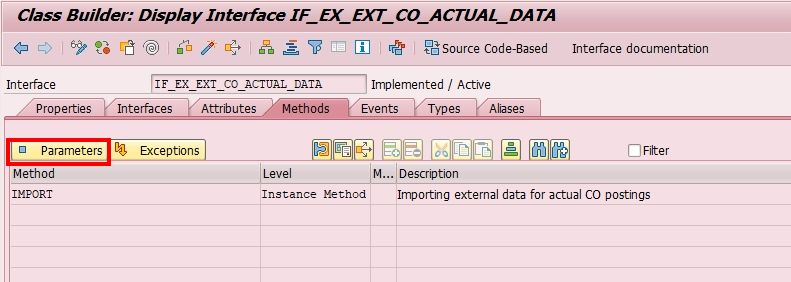 Class Builder: Display Interface IF_EX_EXT_CO_ACTUAL_DATA
Source Code-Based Interface documentation
Interface IF_EX_EXT_CO_ACTUAL_DATA Implemented / Active
Properties Interfaces Attributes Methods Events Types Aliases
Parameters Exceptions Filter
Method Level M... Description
IMPORT Instance Method Importing external data for actual CO postings